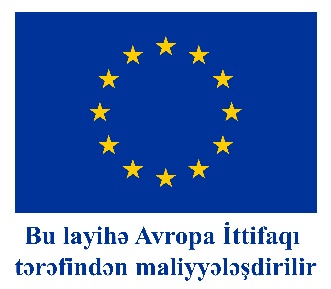 Bu layihə Avropa İttifaqı
tərəfindən maliyyələşdirilir